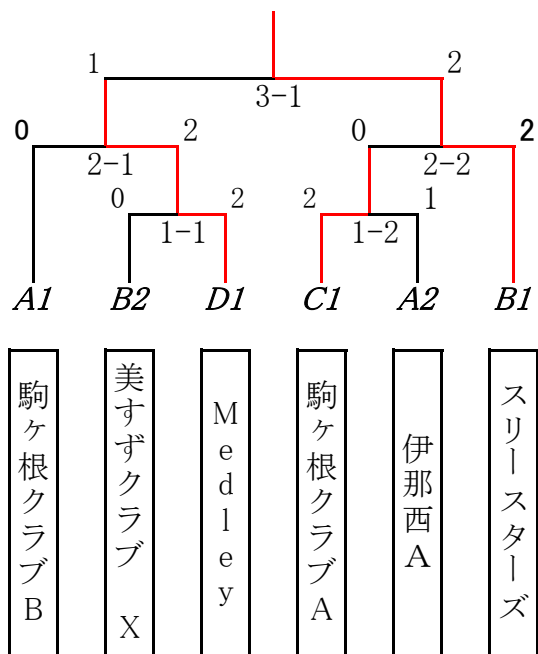 1 2
3-1
0 2 0 2
2-1 2-2
0 2 2 1
1-1 1-2
A1 B2 D1 C1 A2 B1
駒ヶ根クラブB
美すずクラブ X
Medley
駒ヶ根クラブA
伊那西A
スリースターズ